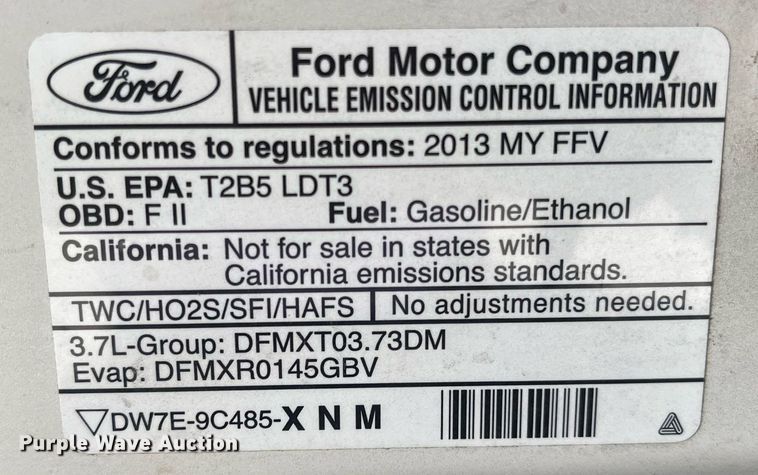 Ford
Ford Motor Company
VEHICLE EMISSION CONTROL INFORMATION
Conforms to regulations: 2013 MY FFV
U.S. EPA: T2B5 LDT3
OBD: F II Fuel: Gasoline/Ethanol
California: Not for sale in states with
California emissions standards.
TWC/HO2S/SFI/HAFS No adjustments needed.
3.7L-Group: DFMXT03.73DM
Evap: DFMXR0145GBV
DW7E-9C485-X N M
Purple Wave Auction